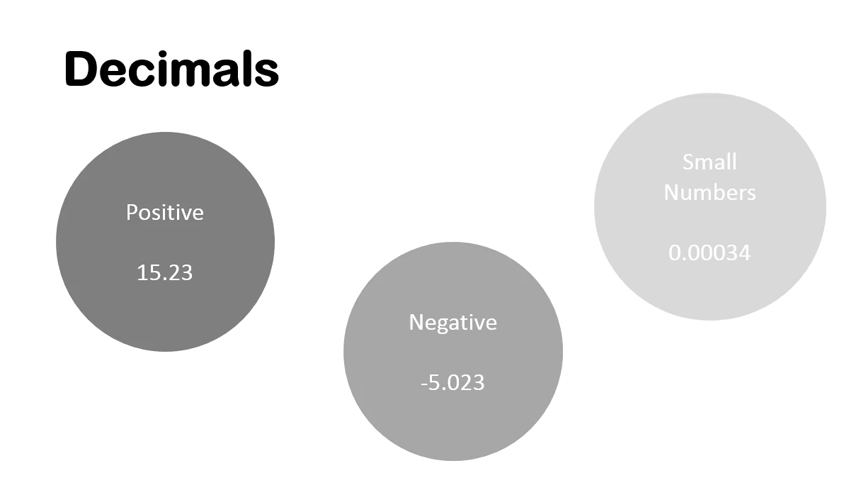 Decimals
Positive
15.23
Negative
-5.023
Small
Numbers
0.00034